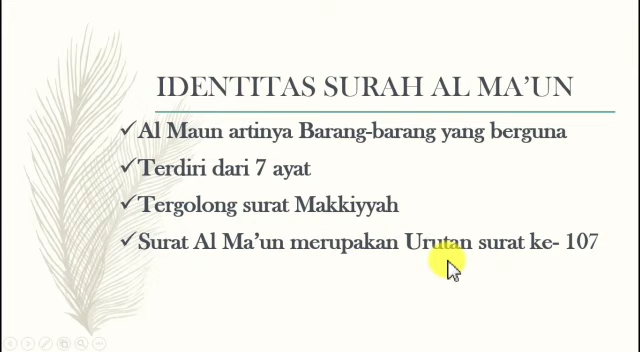 IDENTITAS SURAH AL MA’UN
✓Al Maun artinya Barang-barang yang berguna
✓Terdiri dari 7 ayat
✓Tergolong surat Makkiyyah
✓Surat Al Ma’un merupakan Urutan surat ke- 107